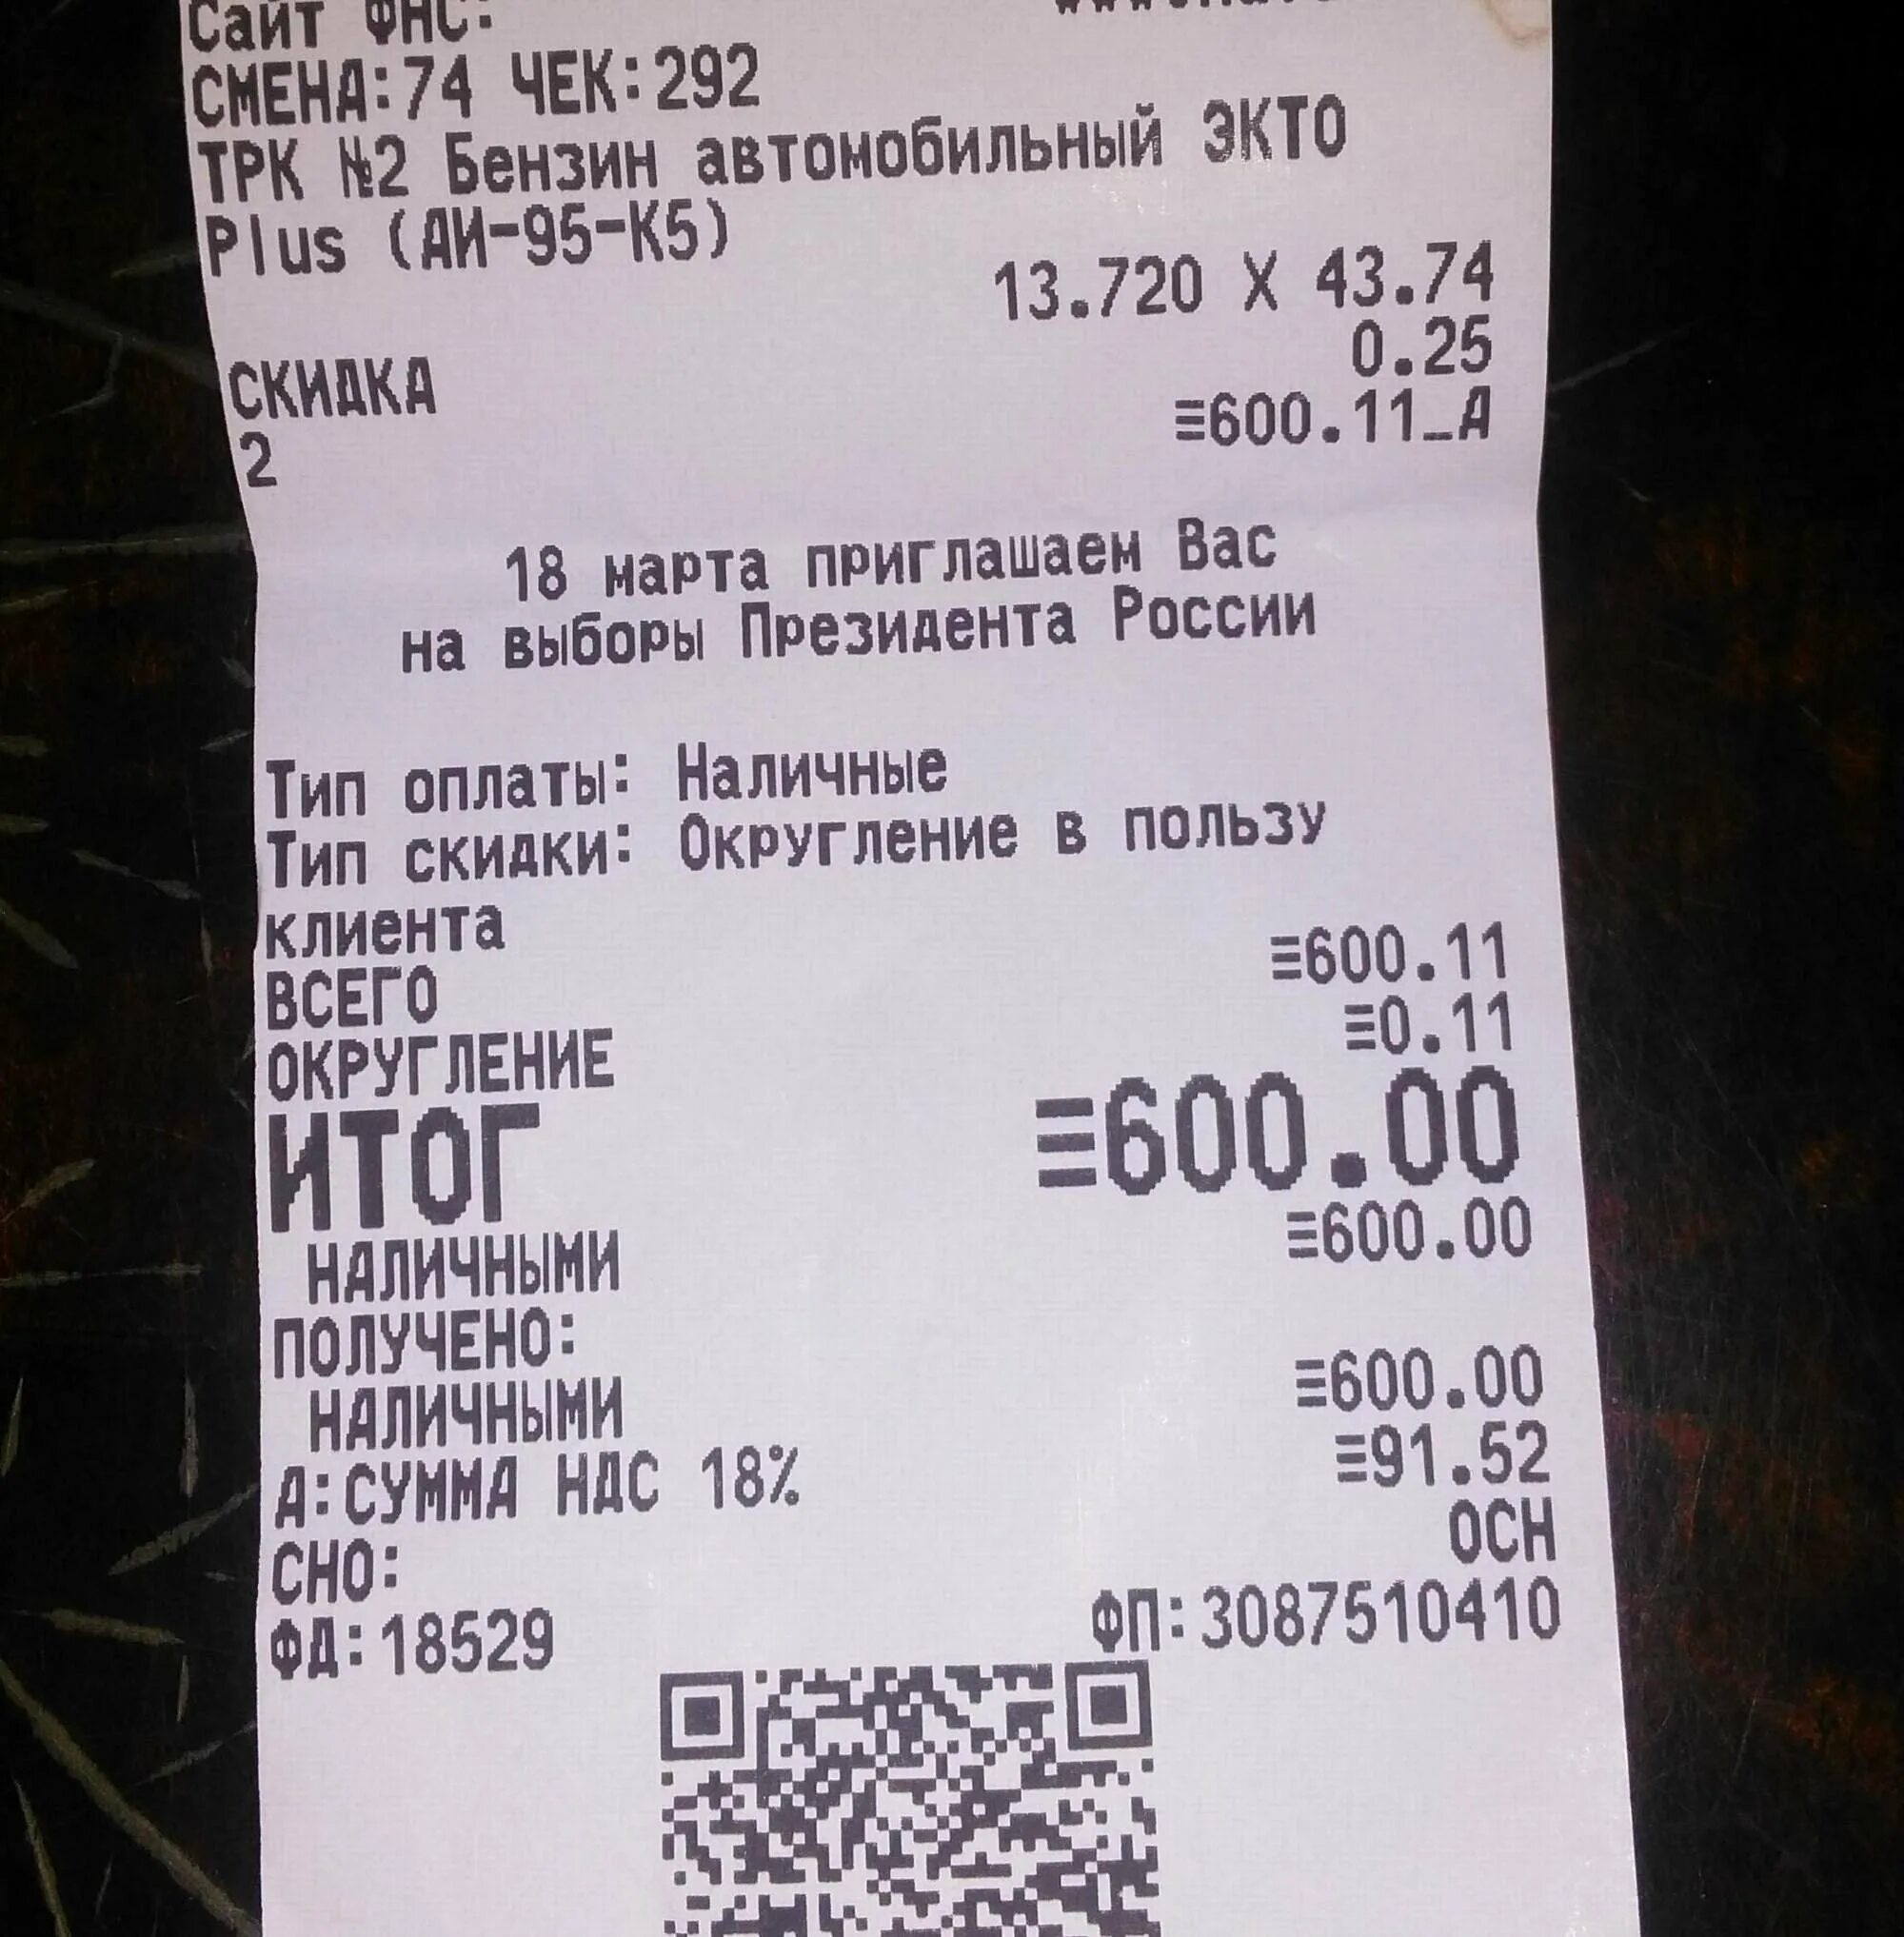 Сайт ФНС:
СМЕНА:74 ЧЕК:292
ТРК №2 Бензин автомобильный ЭКТО
Plus (АИ-95-К5)
13.720 X 43.74
СКИДКА 0.25
2 ≡600.11_А
18 марта приглашаем Вас
на выборы Президента России
Тип оплаты: Наличные
Тип скидки: Округление в пользу
клиента
ВСЕГО ≡600.11
ОКРУГЛЕНИЕ ≡0.11
ИТОГ ≡600.00
НАЛИЧНЫМИ ≡600.00
ПОЛУЧЕНО:
НАЛИЧНЫМИ ≡600.00
А:СУММА НДС 18% ≡91.52
СНО: ОСН
ФД:18529 ФП:3087510410